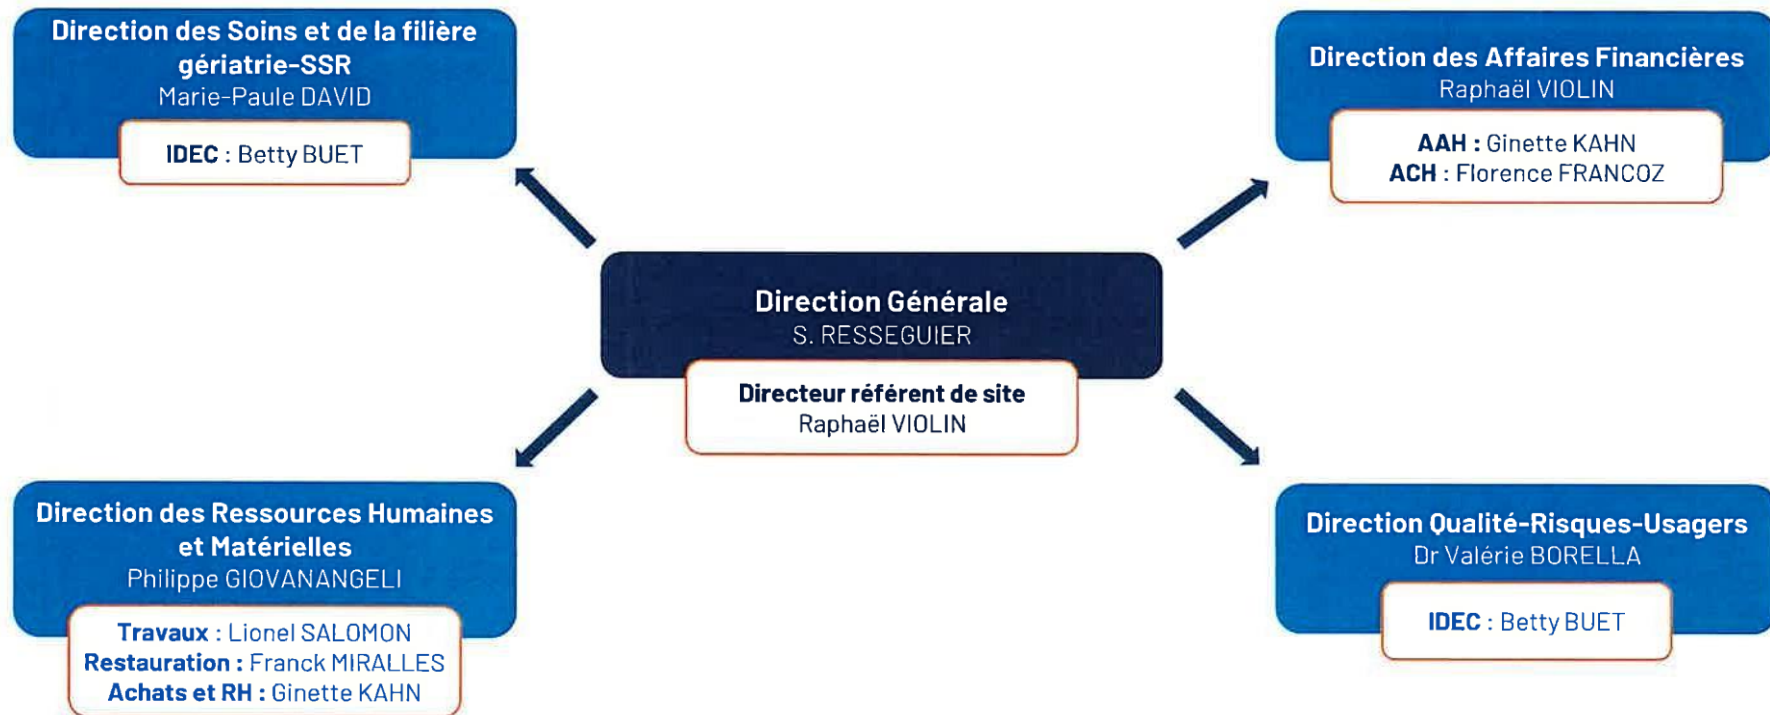 Direction des Soins et de la filière
gériatrie-SSR
Marie-Paule DAVID
IDEC : Betty BUET
Direction des Affaires Financières
Raphaël VIOLIN
AAH : Ginette KAHN
ACH : Florence FRANCOZ
Direction Générale
S. RESSEGUIER
Directeur référent de site
Raphaël VIOLIN
Direction des Ressources Humaines
et Matérielles
Philippe GIOVANANGELI
Travaux : Lionel SALOMON
Restauration : Franck MIRALLES
Achats et RH : Ginette KAHN
Direction Qualité-Risques-Usagers
Dr Valérie BORELLA
IDEC : Betty BUET